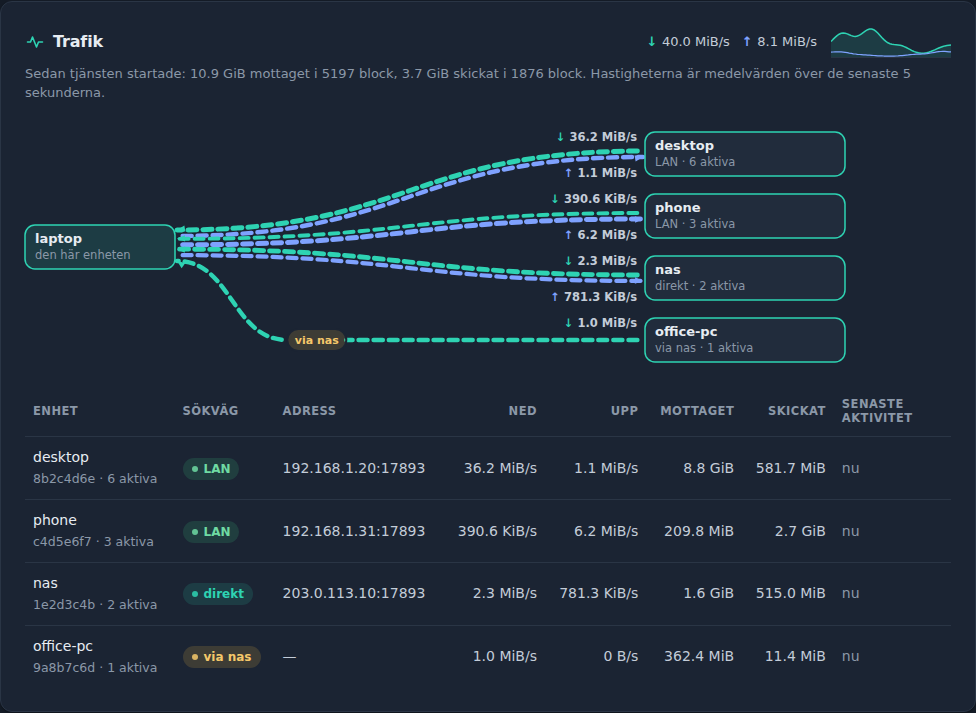 Trafik
↓ 40.0 MiB/s ↑ 8.1 MiB/s
Sedan tjänsten startade: 10.9 GiB mottaget i 5197 block, 3.7 GiB skickat i 1876 block. Hastigheterna är medelvärden över de senaste 5
sekunderna.
laptop
den här enheten
↓ 36.2 MiB/s
↑ 1.1 MiB/s
desktop
LAN · 6 aktiva
↓ 390.6 KiB/s
↑ 6.2 MiB/s
phone
LAN · 3 aktiva
↓ 2.3 MiB/s
↑ 781.3 KiB/s
nas
direkt · 2 aktiva
↓ 1.0 MiB/s
via nas
office-pc
via nas · 1 aktiva
ENHET SÖKVÄG ADRESS NED UPP MOTTAGET SKICKAT SENASTE AKTIVITET
desktop
8b2c4d6e · 6 aktiva LAN 192.168.1.20:17893 36.2 MiB/s 1.1 MiB/s 8.8 GiB 581.7 MiB nu
phone
c4d5e6f7 · 3 aktiva LAN 192.168.1.31:17893 390.6 KiB/s 6.2 MiB/s 209.8 MiB 2.7 GiB nu
nas
1e2d3c4b · 2 aktiva direkt 203.0.113.10:17893 2.3 MiB/s 781.3 KiB/s 1.6 GiB 515.0 MiB nu
office-pc
9a8b7c6d · 1 aktiva via nas — 1.0 MiB/s 0 B/s 362.4 MiB 11.4 MiB nu